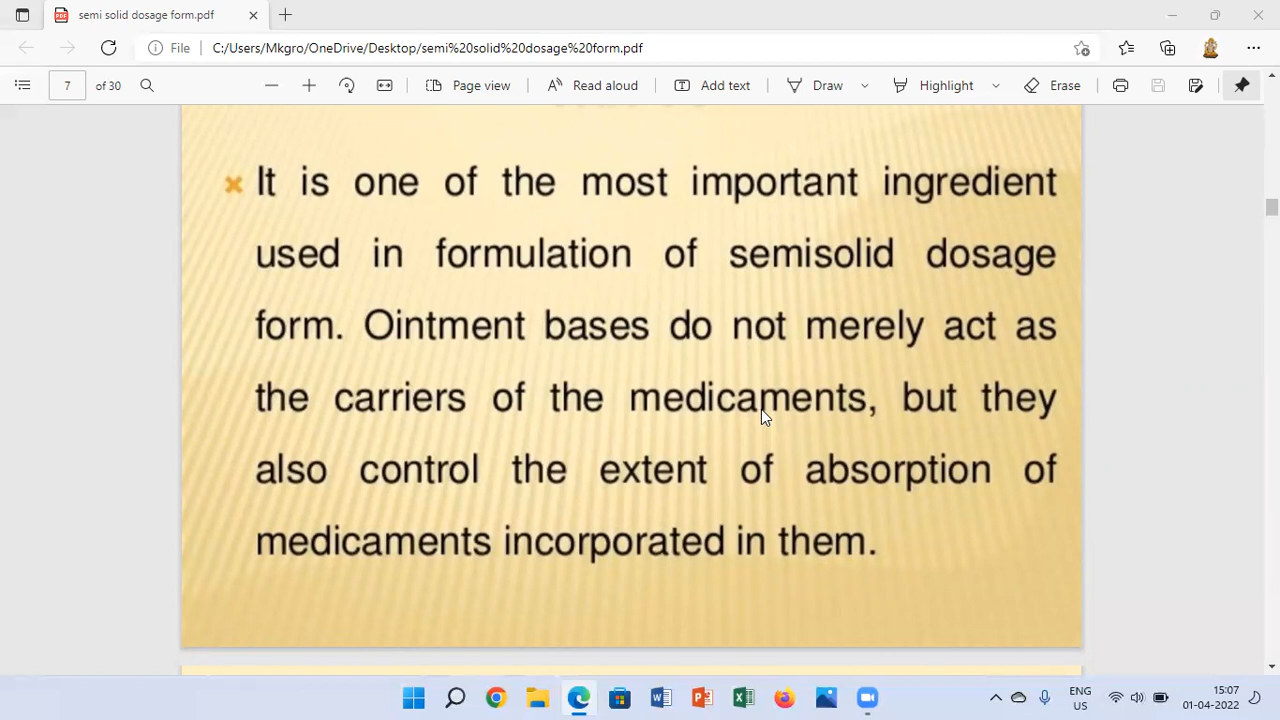 semi solid dosage form.pdf
File C:/Users/Mkgro/OneDrive/Desktop/semi%20solid%20dosage%20form.pdf
7 of 30 Page view Read aloud Add text Draw Highlight Erase
It is one of the most important ingredient
used in formulation of semisolid dosage
form. Ointment bases do not merely act as
the carriers of the medicaments, but they
also control the extent of absorption of
medicaments incorporated in them.
ENG 15:07
US 01-04-2022